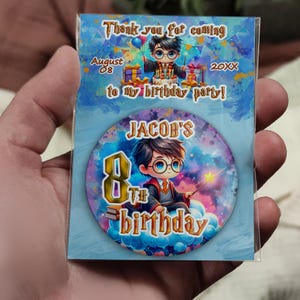 Thank you for coming
August
08
20XX
to my birthday party!
JACOB'S
8TH
birthday